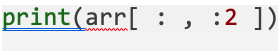 print(arr[ : , :2 ])